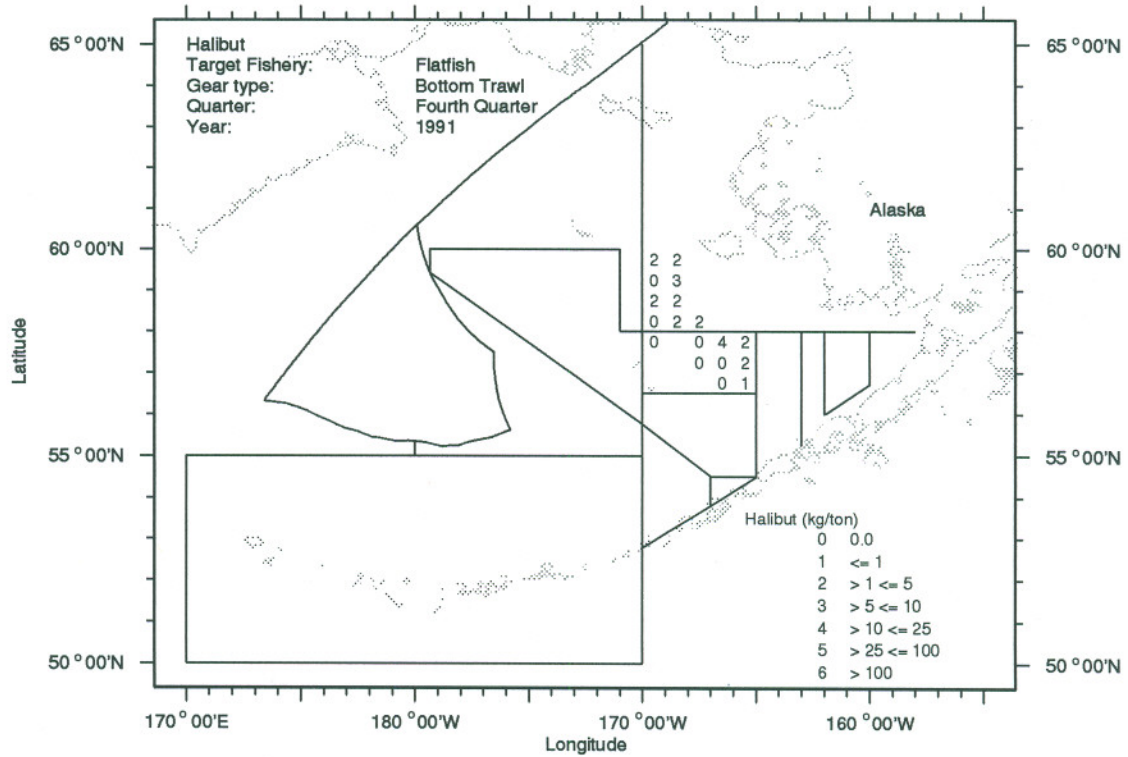 65°00'N 65°00'N
Halibut
Target Fishery: Flatfish
Gear type: Bottom Trawl
Quarter: Fourth Quarter
Year: 1991
Alaska
60°00'N 60°00'N
2 2
0 3
2 2
0 2 2
0 0 4 2
0 0 2
0 1
Latitude
55°00'N 55°00'N
Halibut (kg/ton)
0 0.0
1 <= 1
2 > 1 <= 5
3 > 5 <= 10
4 > 10 <= 25
5 > 25 <= 100
6 > 100
50°00'N 50°00'N
170°00'E 180°00'W 170°00'W 160°00'W
Longitude